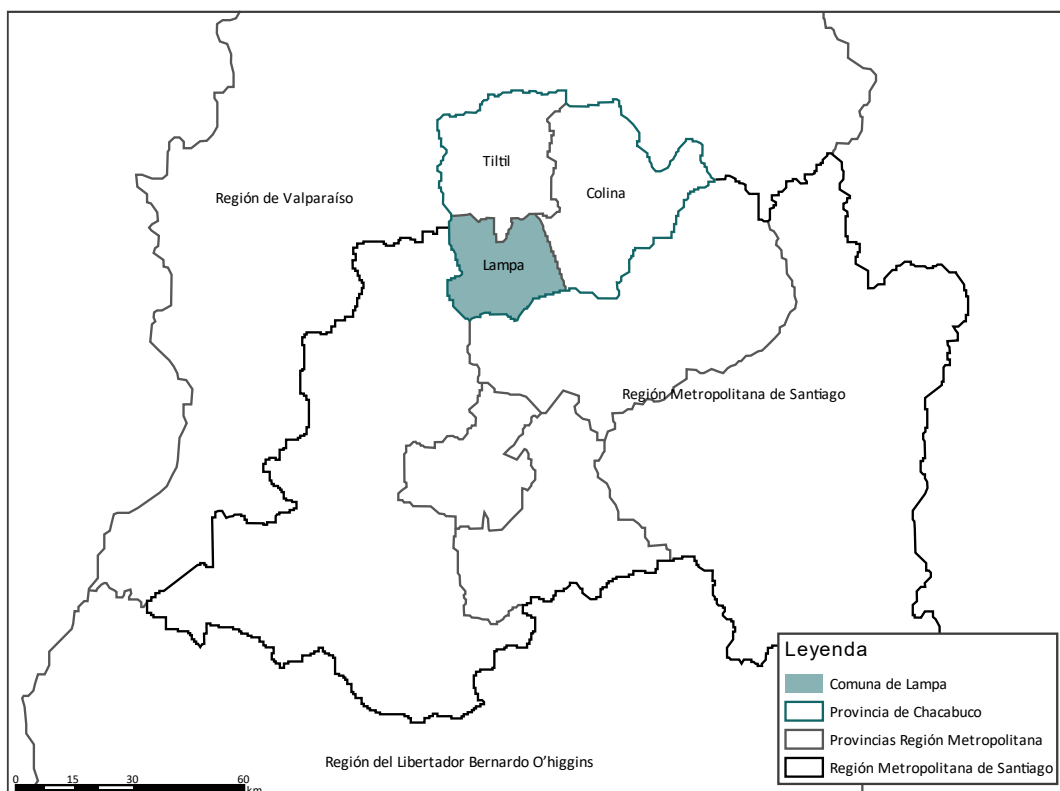 Tiltil
Colina
Región de Valparaíso
Lampa
Región Metropolitana de Santiago
Leyenda
Comuna de Lampa
Provincia de Chacabuco
Provincias Región Metropolitana
Región Metropolitana de Santiago
Región del Libertador Bernardo O'higgins
0 15 30 60
km